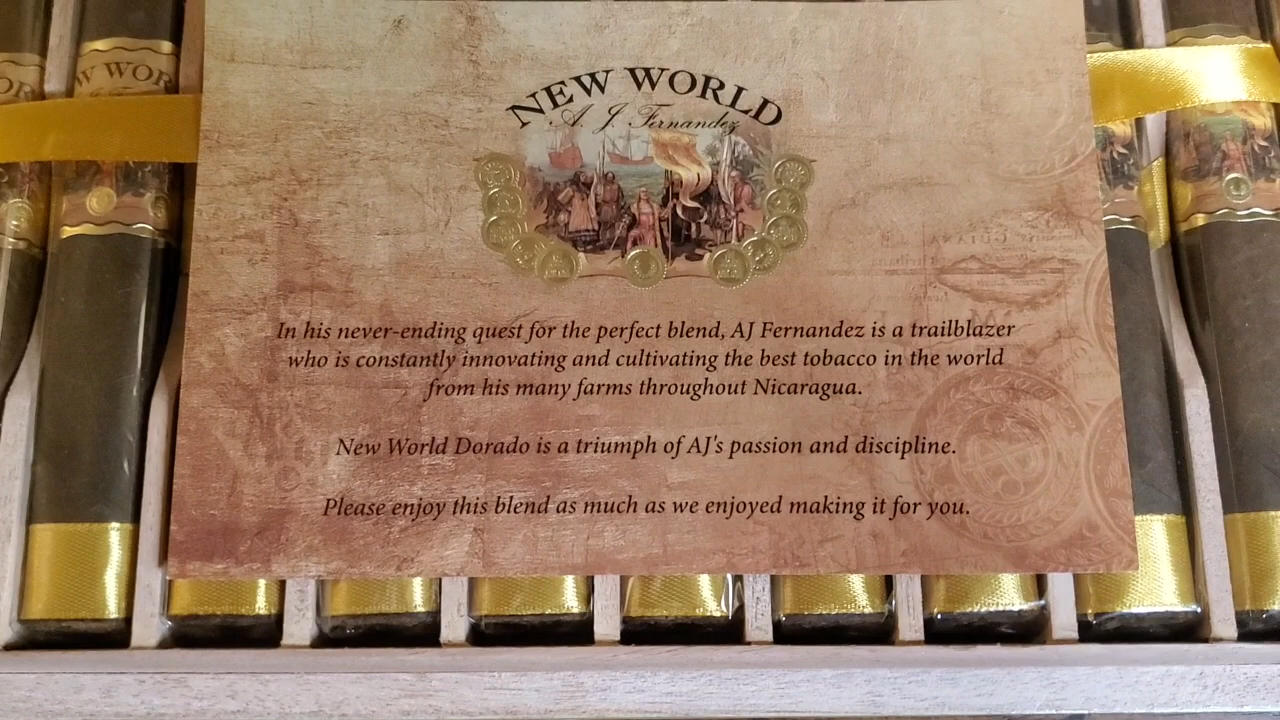 NEW WORLD
A. J. Fernandez
In his never-ending quest for the perfect blend, AJ Fernandez is a trailblazer
who is constantly innovating and cultivating the best tobacco in the world
from his many farms throughout Nicaragua.
New World Dorado is a triumph of AJ's passion and discipline.
Please enjoy this blend as much as we enjoyed making it for you.
W WOR
GUIANA